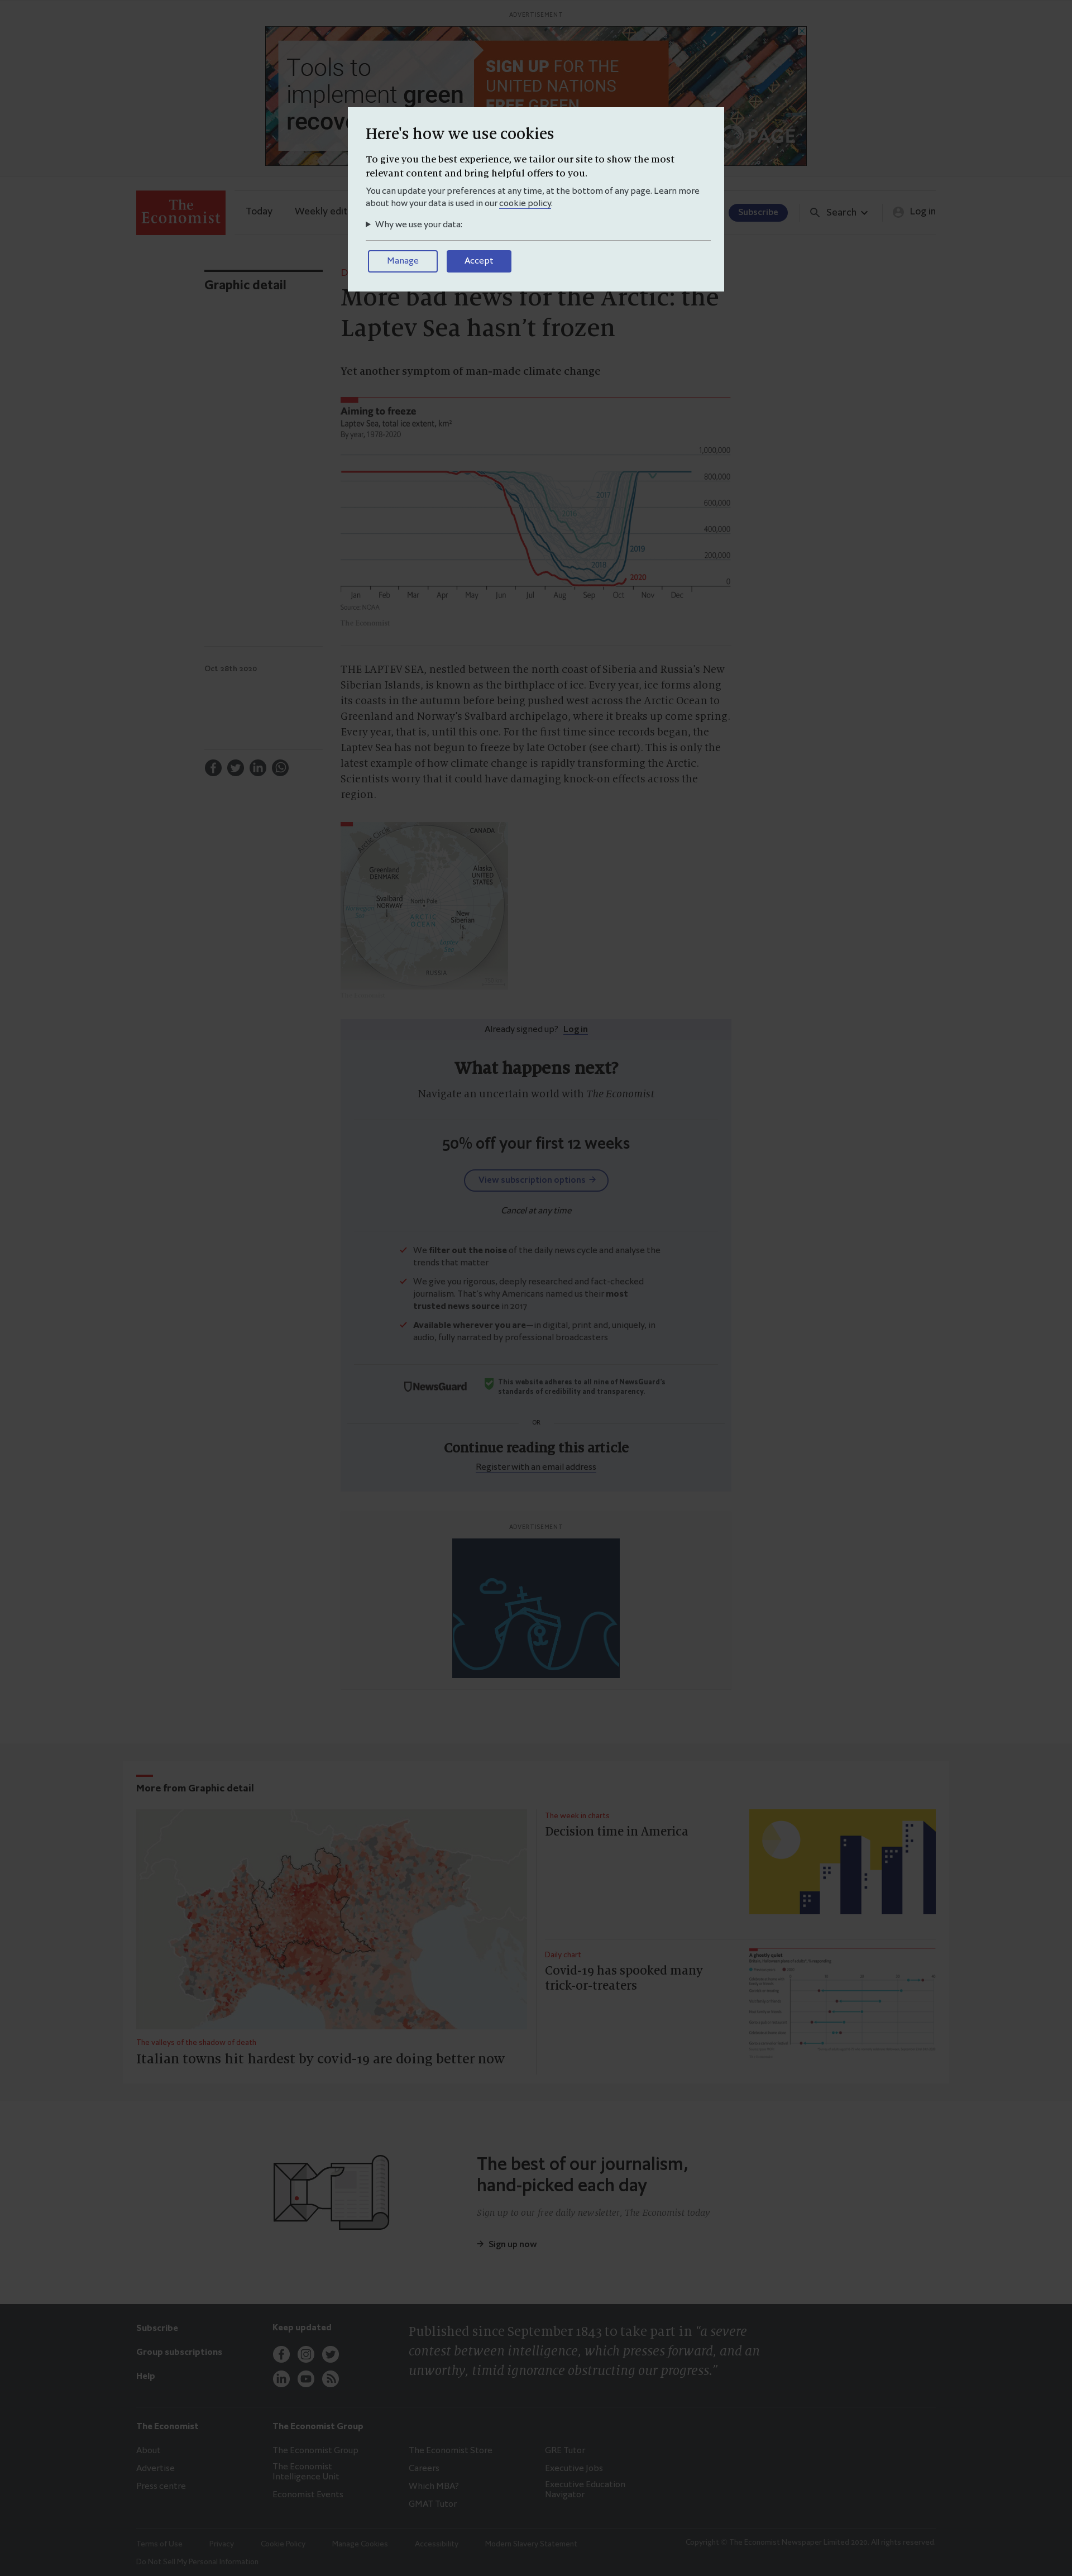 ADVERTISEMENT
Tools to
implement green
SIGN UP FOR THE
UNITED NATIONS
FREE GREEN
PAGE
Here's how we use cookies
To give you the best experience, we tailor our site to show the most
relevant content and bring helpful offers to you.
You can update your preferences at any time, at the bottom of any page. Learn more
about how your data is used in our cookie policy.
Why we use your data:
Manage
Accept
The
Economist
Today
Weekly edit
Subscribe
Search
Log in
Graphic detail
More bad news for the Arctic: the
Laptev Sea hasn't frozen
Yet another symptom of man-made climate change
Aiming to freeze
Laptev Sea, total ice extent, km²
By year, 1979-2020
1,000,000
800,000
600,000
400,000
200,000
0
2017
2019
2018
2020
Jan Feb Mar Apr May Jun Jul Aug Sep Oct Nov Dec
Source: NOAA
The Economist
Oct 28th 2020
THE LAPTEV SEA, nestled between the north coast of Siberia and Russia's New
Siberian Islands, is known as the birthplace of ice. Every year, ice forms along
its coasts in the autumn before being pushed west across the Arctic Ocean to
Greenland and Norway's Svalbard archipelago, where it breaks up come spring.
Every year, that is, until this one. For the first time since records began, the
Laptev Sea has not begun to freeze by late October (see chart). This is only the
latest example of how climate change is rapidly transforming the Arctic.
Scientists worry that it could have damaging knock-on effects across the
region.
Arctic Circle
CANADA
Greenland
DENMARK
Alaska
UNITED
STATES
Svalbard
NORWAY
North Pole
ARCTIC
OCEAN
New
Siberian
Is.
Laptev
Sea
RUSSIA
Already signed up? Log in
What happens next?
Navigate an uncertain world with The Economist
50% off your first 12 weeks
View subscription options →
Cancel at any time
We filter out the noise of the daily news cycle and analyse the
trends that matter
We give you rigorous, deeply researched and fact-checked
journalism. That's why Americans named us their most
trusted news source in 2017
Available wherever you are—in digital, print and, uniquely, in
audio, fully narrated by professional broadcasters
NewsGuard
This website adheres to all nine of NewsGuard's
standards of credibility and transparency.
OR
Continue reading this article
Register with an email address
ADVERTISEMENT
More from Graphic detail
The valleys of the shadow of death
Italian towns hit hardest by covid-19 are doing better now
The week in charts
Decision time in America
Daily chart
Covid-19 has spooked many
trick-or-treaters
A ghostly quiet
The best of our journalism,
hand-picked each day
Sign up to our free daily newsletter, The Economist today
→ Sign up now
Subscribe
Group subscriptions
Help
Keep updated
Published since September 1843 to take part in “a severe
contest between intelligence, which presses forward, and an
unworthy, timid ignorance obstructing our progress.”
The Economist
About
Advertise
Press centre
The Economist Group
The Economist Group
The Economist
Intelligence Unit
Economist Events
The Economist Store
Careers
Which MBA?
GMAT Tutor
GRE Tutor
Executive Jobs
Executive Education
Navigator
Terms of Use
Privacy
Cookie Policy
Manage Cookies
Accessibility
Modern Slavery Statement
Do Not Sell My Personal Information
Copyright © The Economist Newspaper Limited 2020. All rights reserved.